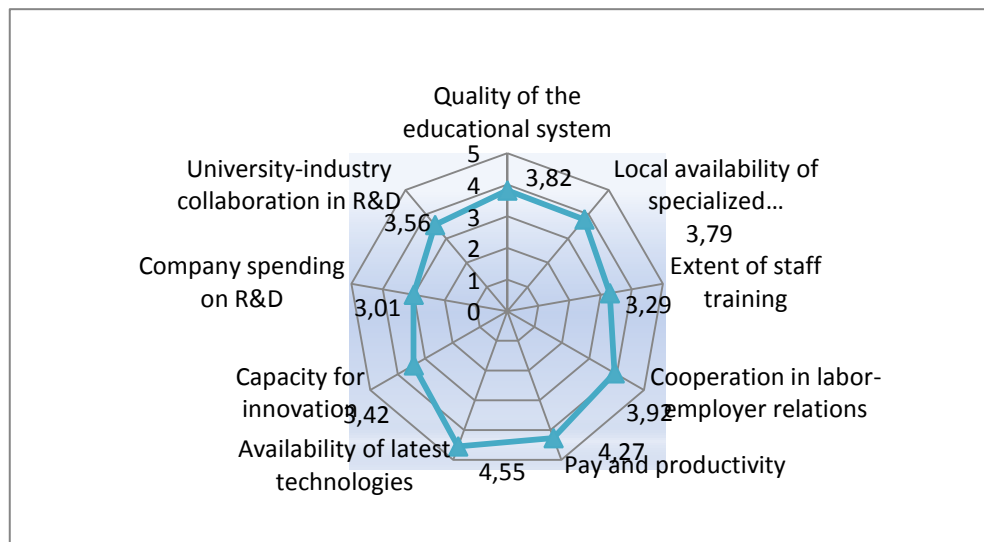 Quality of the
educational system
5
4
3
2
1
0
3,82
Local availability of
specialized...
3,79
Extent of staff
training
3,29
Cooperation in labor-
employer relations
3,92
Pay and productivity
4,27
Availability of latest
technologies
4,55
Capacity for
innovation
3,42
Company spending
on R&D
3,01
University-industry
collaboration in R&D
3,56